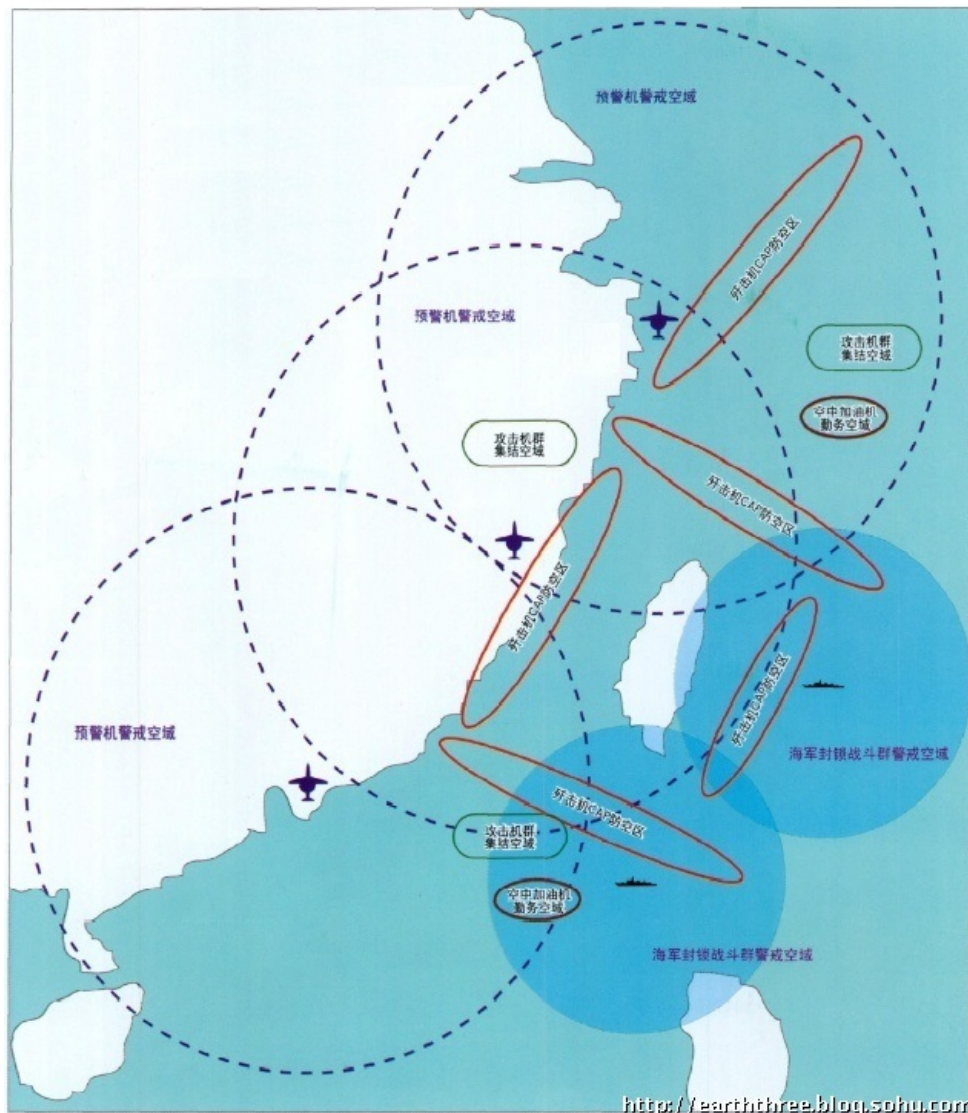 预警机警戒空域
歼击机CAP防空区
预警机警戒空域
攻击机群
集结空域
空中加油机
勤务空域
攻击机群
集结空域
歼击机CAP防空区
歼击机CAP防空区
歼击机CAP防空区
预警机警戒空域
海军封锁战斗群警戒空域
歼击机CAP防空区
攻击机群
集结空域
空中加油机
勤务空域
海军封锁战斗群警戒空域
http://earththree.blog.sohu.com